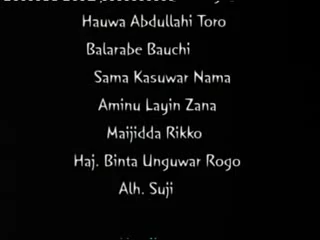 Hauwa Abdullahi Toro
Balarabe Bauchi
Sama Kasuwar Nama
Aminu Layin Zana
Maijidda Rikko
Haj. Binta Unguwar Rogo
Alh. Suji